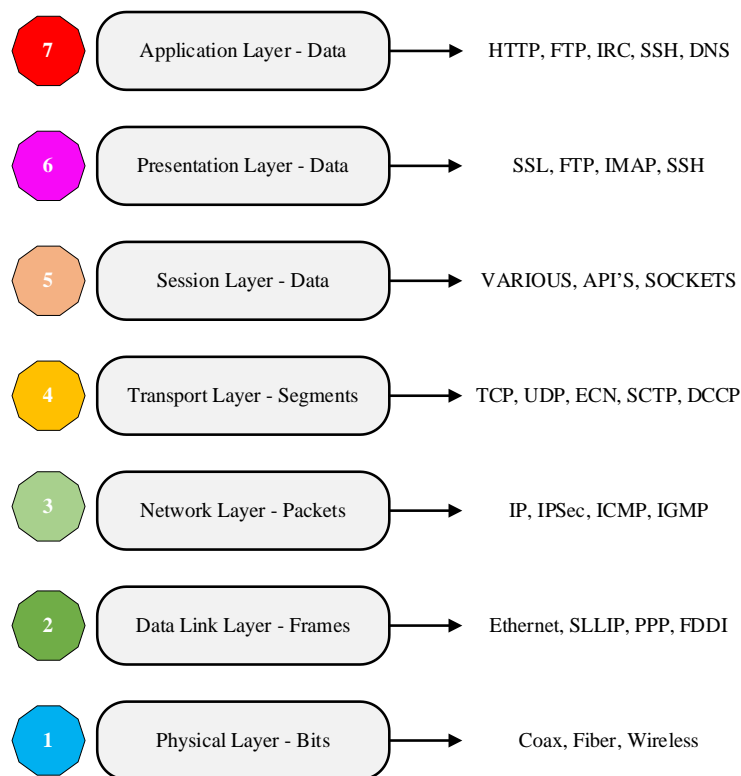 7 Application Layer - Data HTTP, FTP, IRC, SSH, DNS
6 Presentation Layer - Data SSL, FTP, IMAP, SSH
5 Session Layer - Data VARIOUS, API’S, SOCKETS
4 Transport Layer - Segments TCP, UDP, ECN, SCTP, DCCP
3 Network Layer - Packets IP, IPSec, ICMP, IGMP
2 Data Link Layer - Frames Ethernet, SLLIP, PPP, FDDI
1 Physical Layer - Bits Coax, Fiber, Wireless